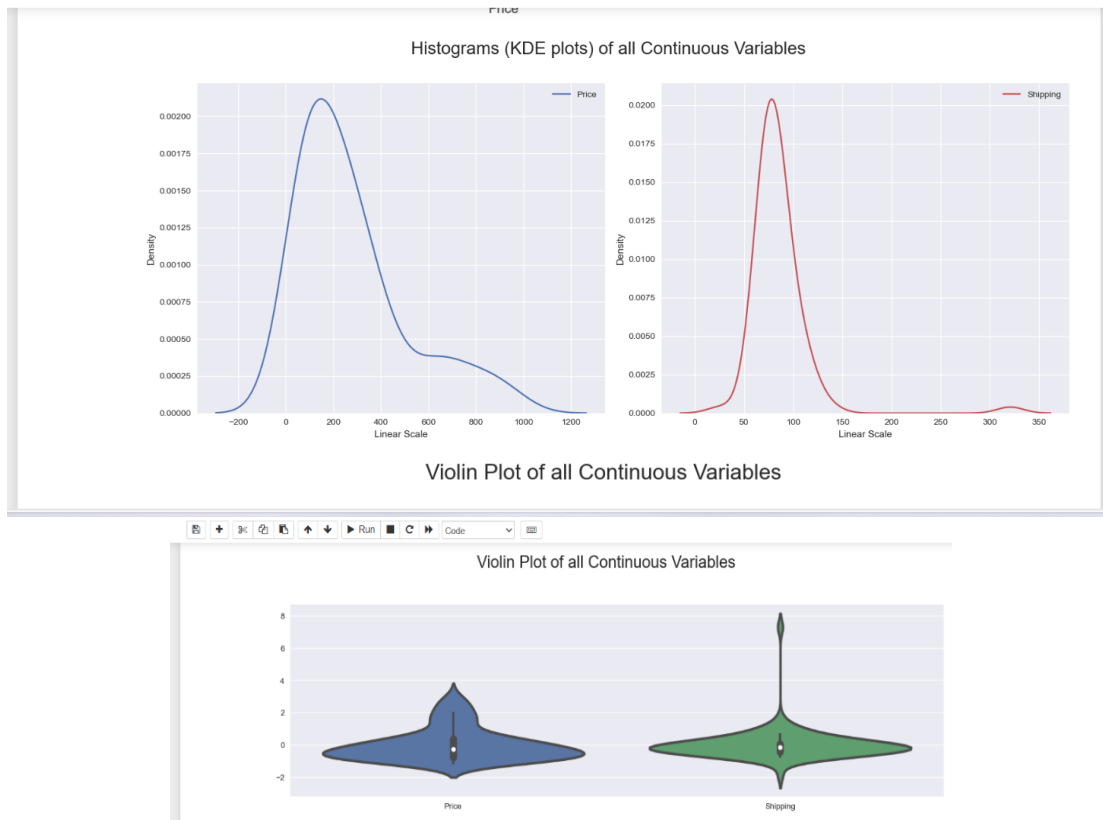 Price
Histograms (KDE plots) of all Continuous Variables
Price
Shipping
0.00200
0.00175
0.00150
0.00125
0.00100
0.00075
0.00050
0.00025
0.00000
Density
−200 0 200 400 600 800 1000 1200
Linear Scale
0.0200
0.0175
0.0150
0.0125
0.0100
0.0075
0.0050
0.0025
0.0000
Density
0 50 100 150 200 250 300 350
Linear Scale
Violin Plot of all Continuous Variables
Run
Code
Violin Plot of all Continuous Variables
8
6
4
2
0
−2
Price Shipping